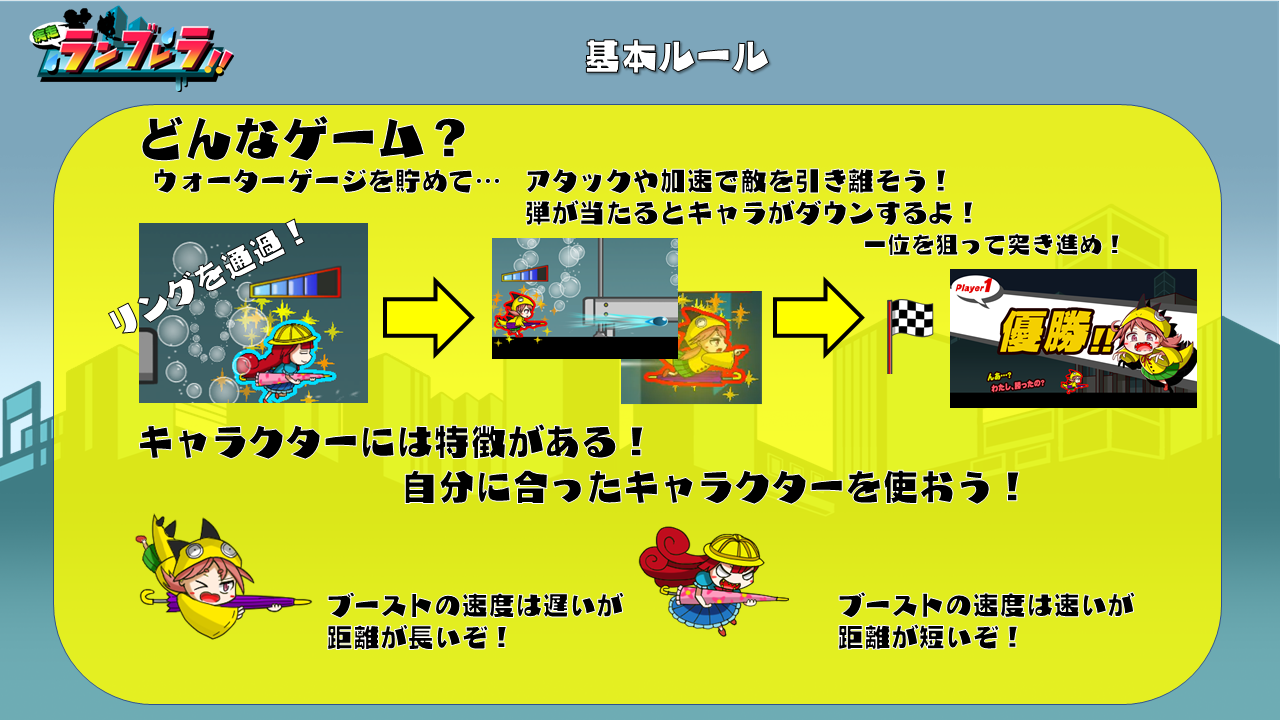 疾走
ランブレラ!!
基本ルール
どんなゲーム？
ウォーターゲージを貯めて…
アタックや加速で敵を引き離そう！
弾が当たるとキャラがダウンするよ！
一位を狙って突き進め！
リングを通過！
Player1
優勝!!
んあ…?
わたし、勝ったの?
キャラクターには特徴がある！
自分に合ったキャラクターを使おう！
ブーストの速度は遅いが
距離が長いぞ！
ブーストの速度は速いが
距離が短いぞ！